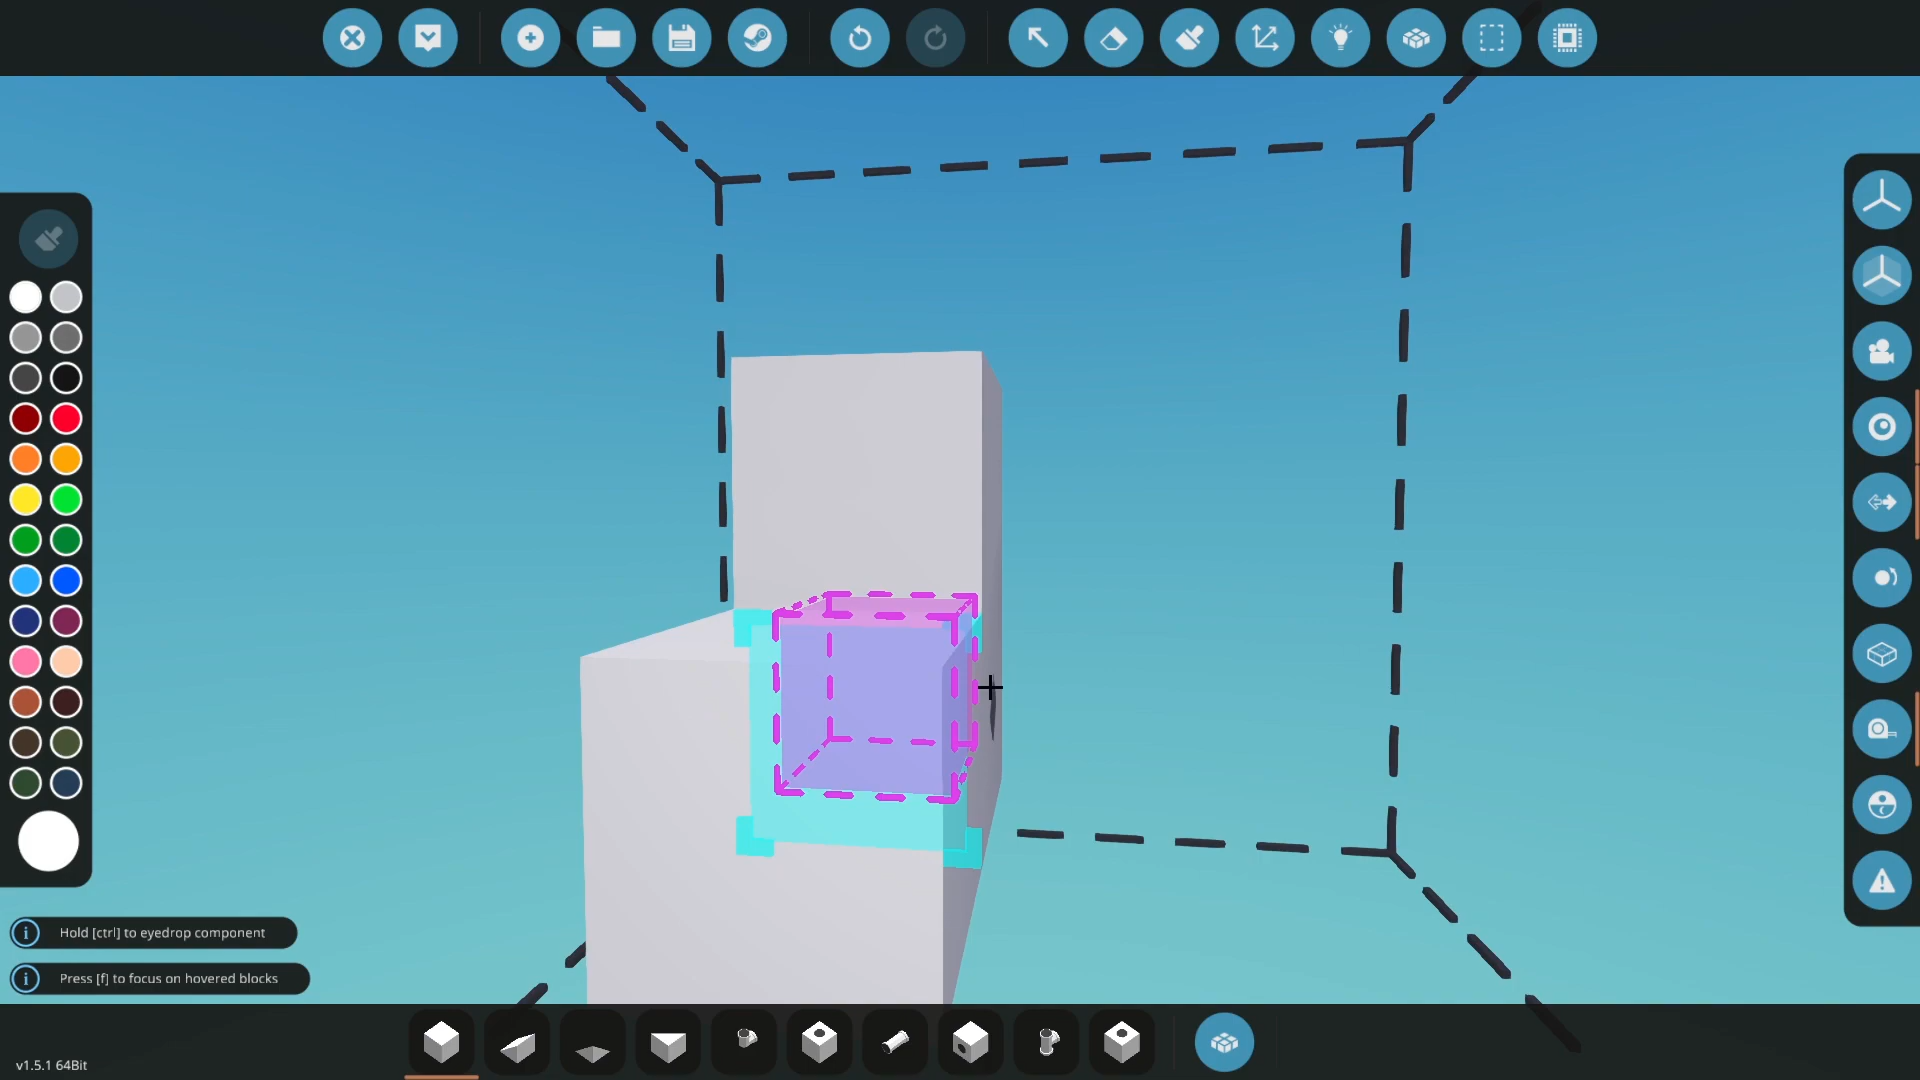 Hold [ctrl] to eyedrop component
Press [f] to focus on hovered blocks
v1.5.1 64Bit